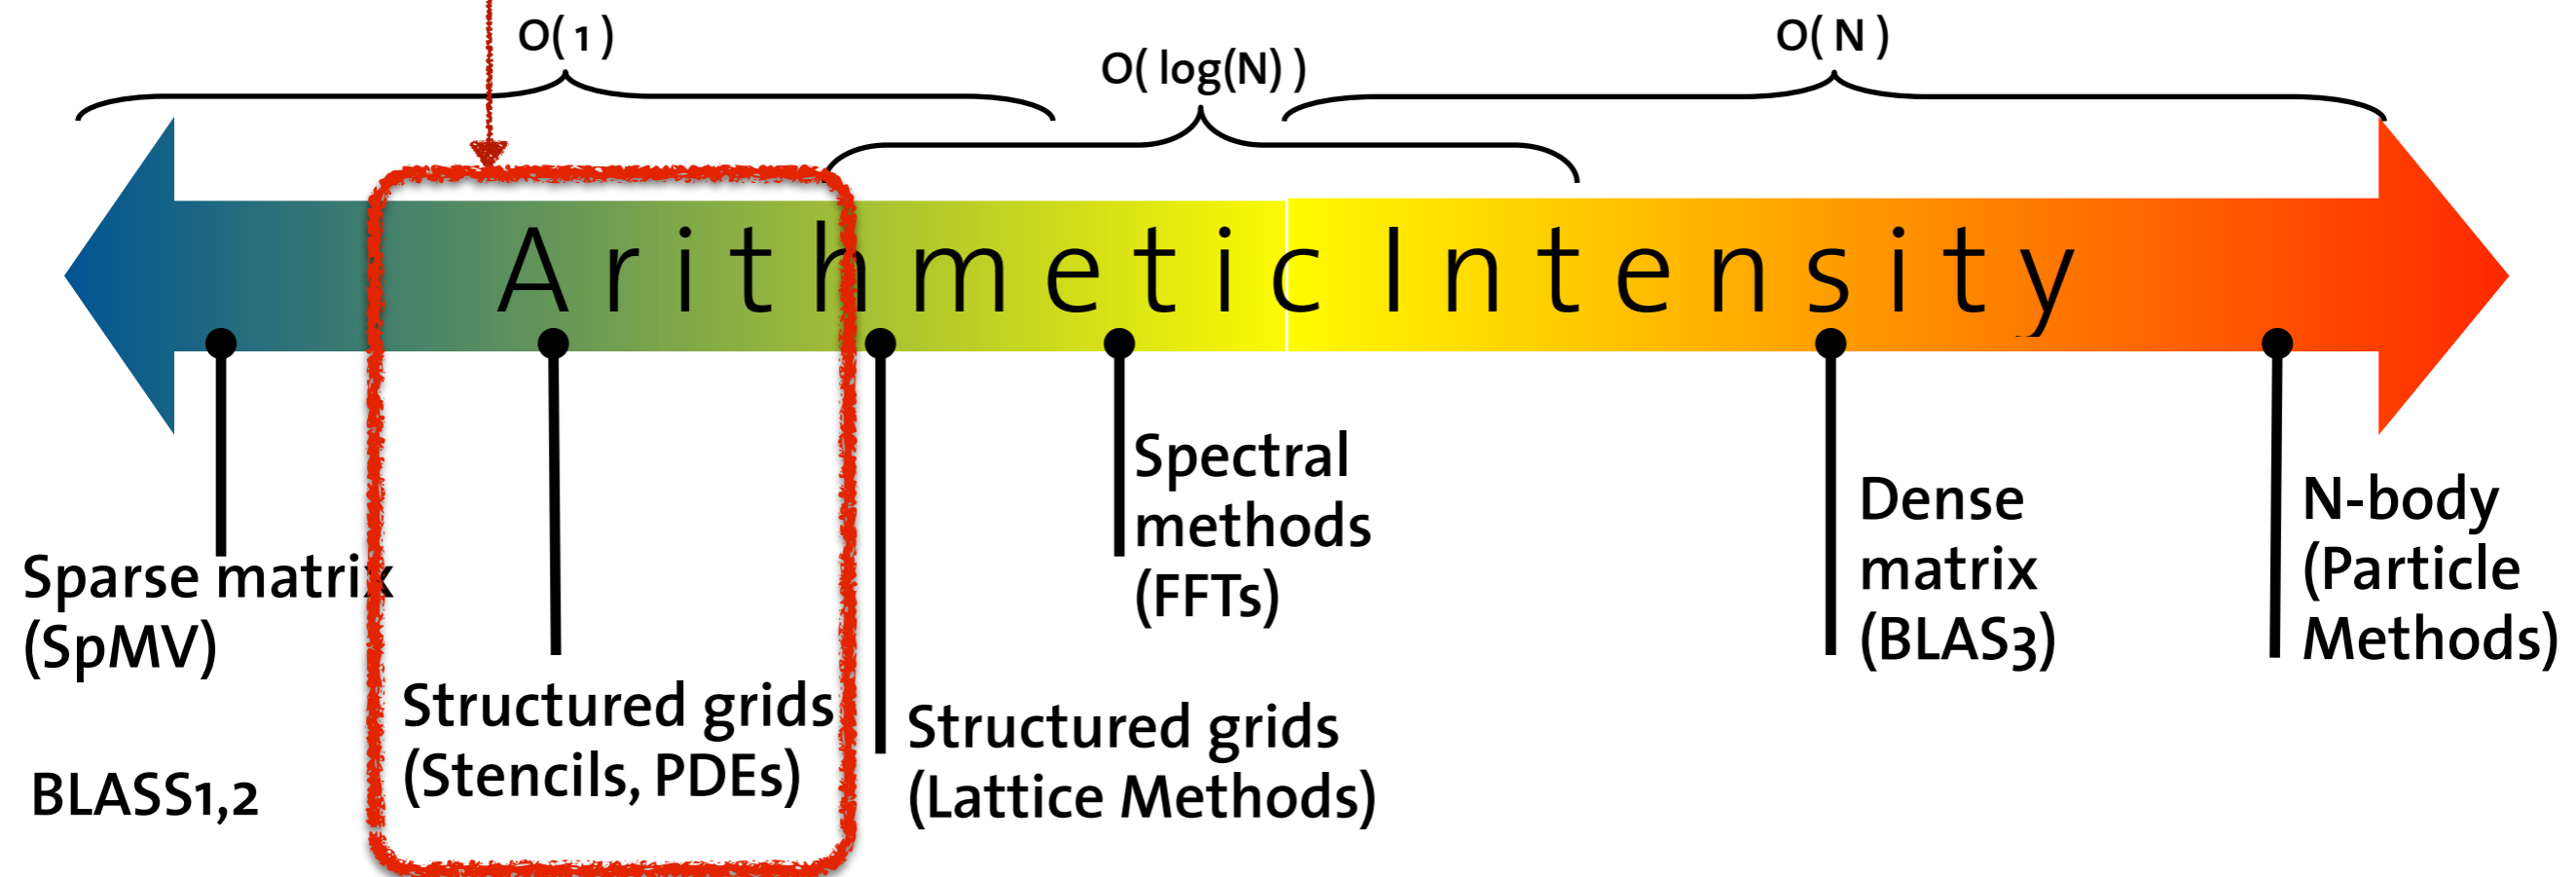 O( 1 )
O( log(N) )
O( N )
Arithmetic Intensity
Sparse matrix
(SpMV)
BLASS1,2
Structured grids
(Stencils, PDEs)
Structured grids
(Lattice Methods)
Spectral
methods
(FFTs)
Dense
matrix
(BLAS3)
N-body
(Particle
Methods)